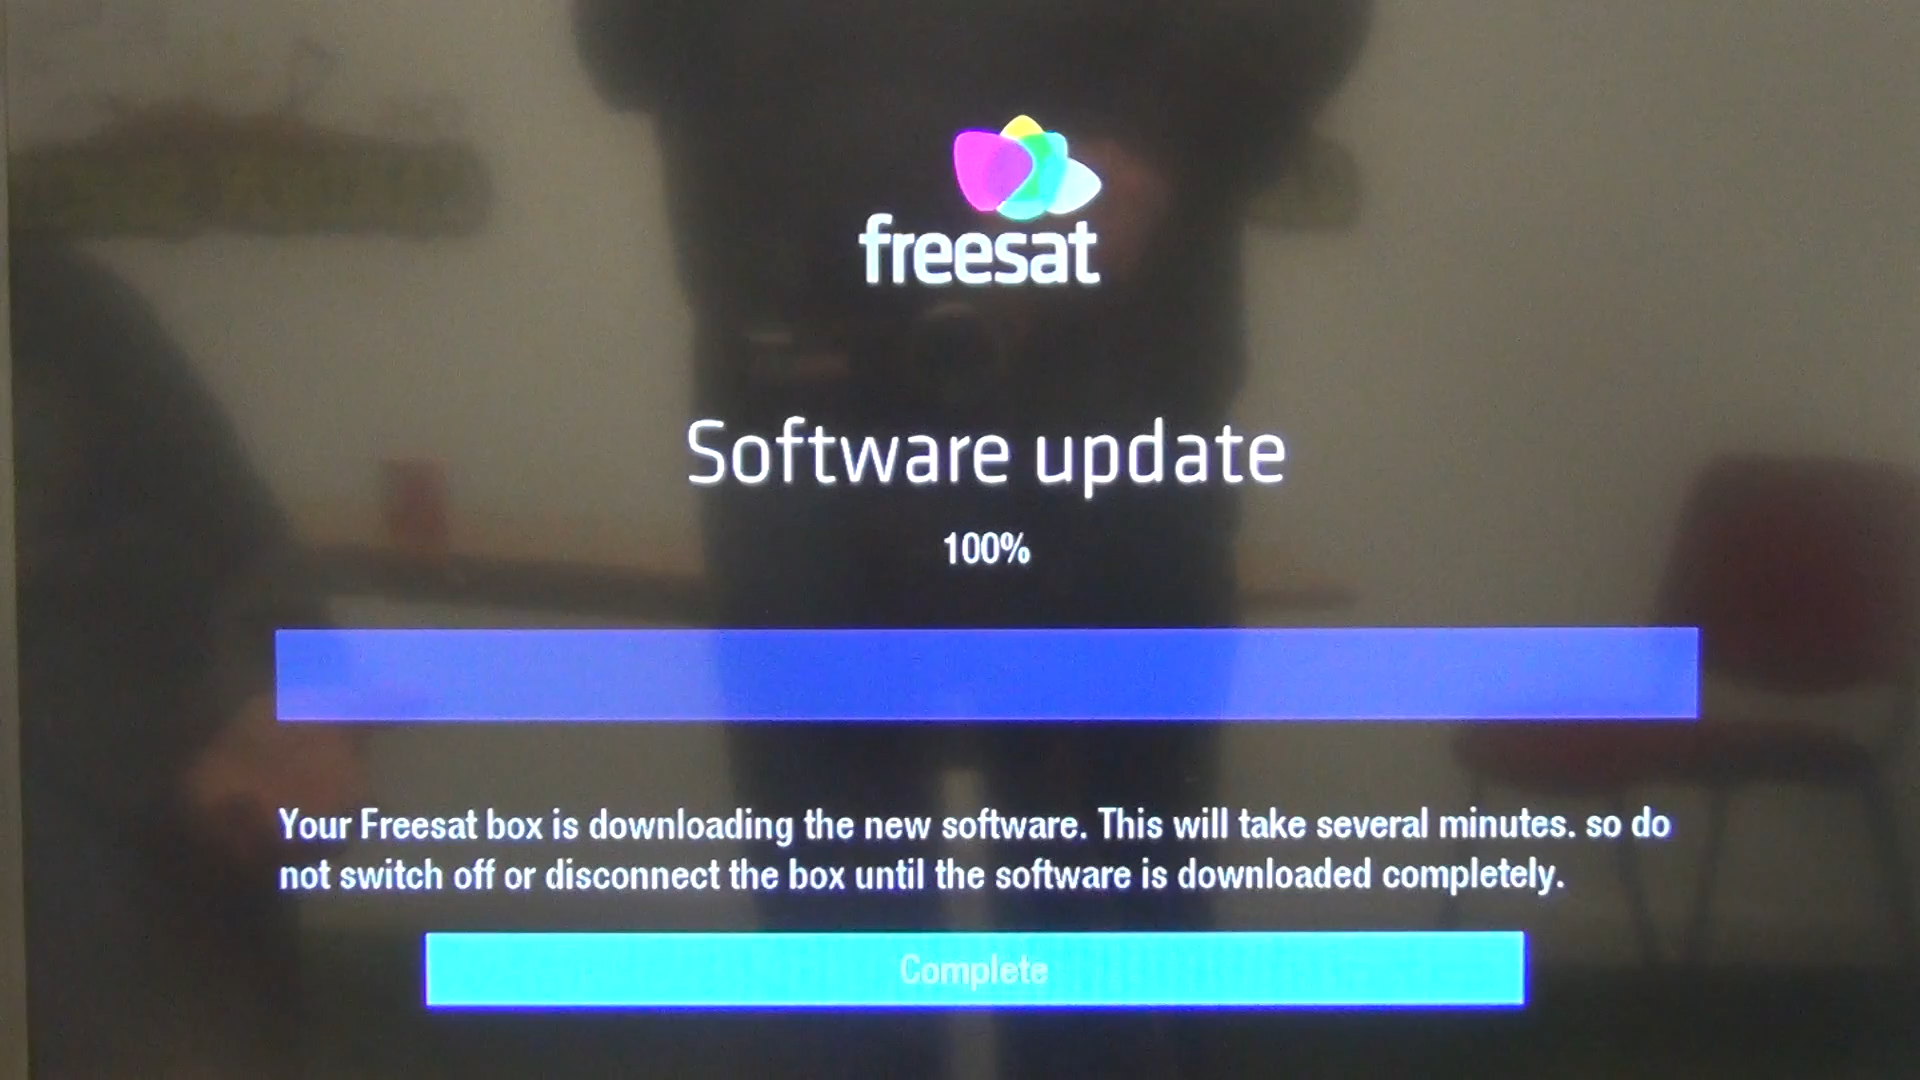 freesat
Software update
100%
Your Freesat box is downloading the new software. This will take several minutes. so do
not switch off or disconnect the box until the software is downloaded completely.
Complete